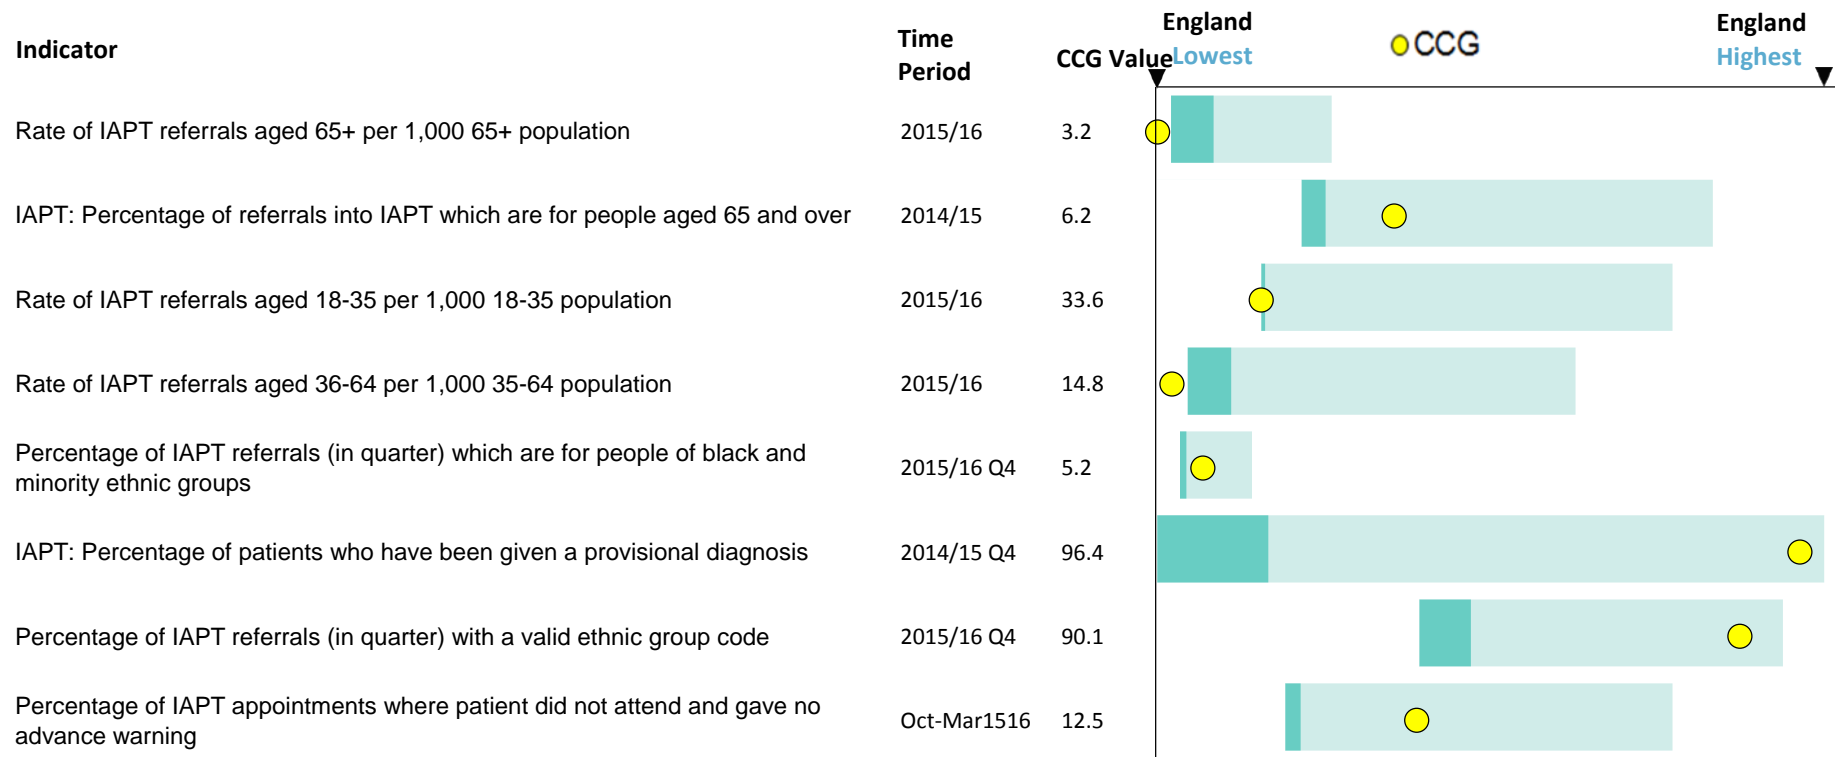 Indicator
Time
Period
CCG Value
England
Lowest
CCG
England
Highest
Rate of IAPT referrals aged 65+ per 1,000 65+ population 2015/16 3.2
IAPT: Percentage of referrals into IAPT which are for people aged 65 and over 2014/15 6.2
Rate of IAPT referrals aged 18-35 per 1,000 18-35 population 2015/16 33.6
Rate of IAPT referrals aged 36-64 per 1,000 35-64 population 2015/16 14.8
Percentage of IAPT referrals (in quarter) which are for people of black and
minority ethnic groups
2015/16 Q4 5.2
IAPT: Percentage of patients who have been given a provisional diagnosis 2014/15 Q4 96.4
Percentage of IAPT referrals (in quarter) with a valid ethnic group code 2015/16 Q4 90.1
Percentage of IAPT appointments where patient did not attend and gave no
advance warning
Oct-Mar1516 12.5